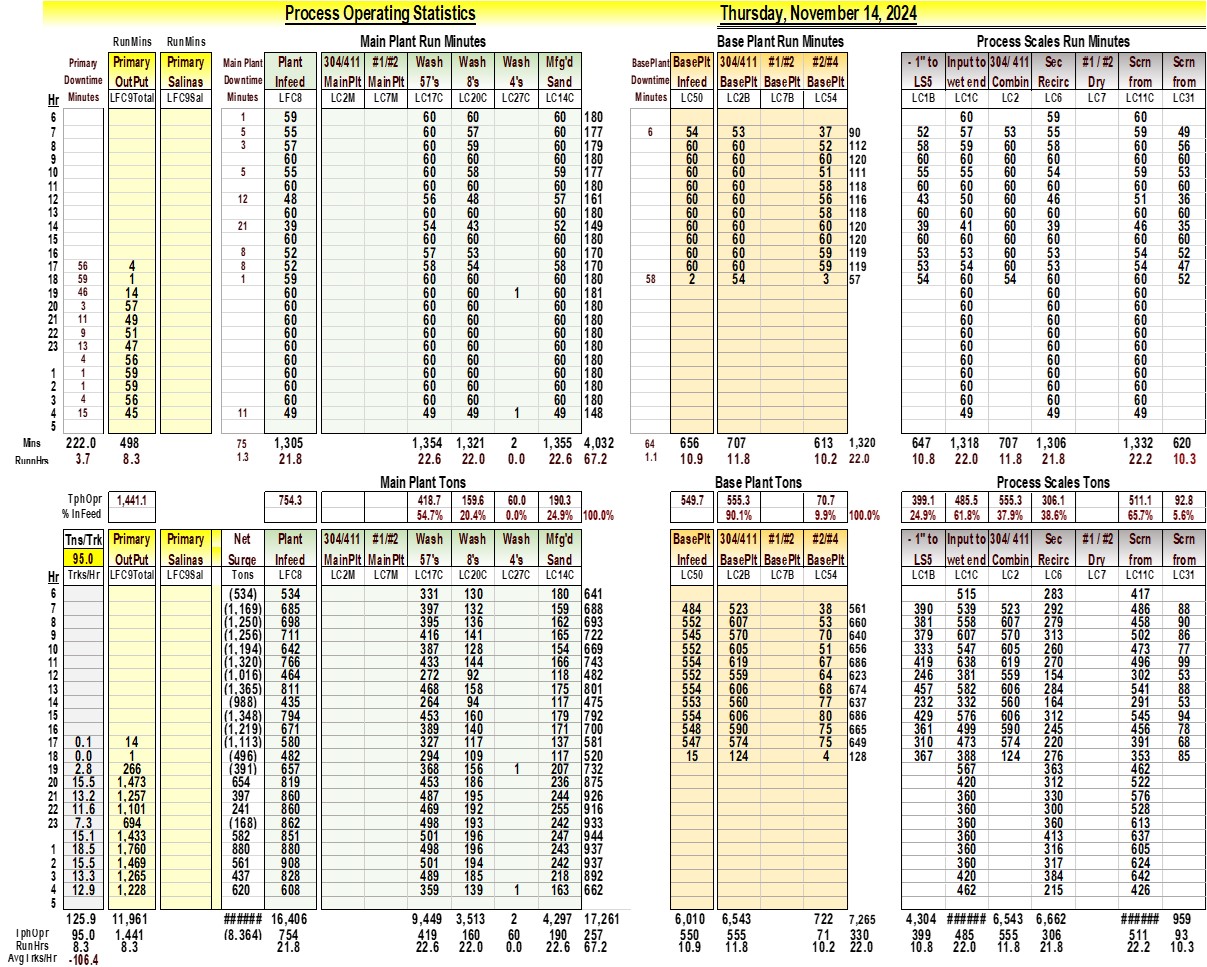 Process Operating Statistics Thursday, November 14, 2024
RunMins RunMins Main Plant Run Minutes Base Plant Run Minutes Process Scales Run Minutes
Primary Primary Primary Main Plant Plant 304/411 #1/#2 Wash Wash Wash Mfg'd BasePlant BasePlt 304/411 #1/#2 #2/#4 - 1" to Input to 304/ 411 Sec #1 / #2 Scrn Scrn
Downtime OutPut Salinas Downtime Infeed MainPlt MainPlt 57's 8's 4's Sand Downtime Infeed BasePlt BasePlt BasePlt LS5 wet end Combin Recirc Dry from from
Hr Minutes LFC9Total LFC9Sal Minutes LFC8 LC2M LC7M LC17C LC20C LC27C LC14C Minutes LC50 LC2B LC7B LC54 LC1B LC1C LC2 LC6 LC7 LC11C LC31
6 1 59 60 60 60 180 60 59 60
7 5 55 60 57 60 177 6 54 53 37 90 52 57 53 55 59 49
8 3 57 60 59 60 179 60 60 52 112 58 59 60 58 60 56
9 60 60 60 60 180 60 60 60 120 60 60 60 60 60 60
10 5 55 60 58 59 177 60 60 51 111 55 55 60 54 59 53
11 60 60 60 60 180 60 60 58 118 60 60 60 60 60 60
12 12 48 56 48 57 161 60 60 56 116 43 50 60 46 51 36
13 60 60 60 60 180 60 60 58 118 60 60 60 60 60 60
14 21 39 54 43 52 149 60 60 60 120 39 41 60 39 46 35
15 60 60 60 60 180 60 60 60 120 60 60 60 60 60 60
16 8 52 57 53 60 170 60 60 59 119 53 53 60 53 54 52
17 56 4 8 52 58 54 58 170 60 60 59 119 53 54 60 53 54 47
18 59 1 1 59 60 60 60 180 58 2 54 3 57 54 60 54 60 60 52
19 46 14 60 60 60 1 60 181 60 60 60
20 3 57 60 60 60 60 180 60 60 60
21 11 49 60 60 60 60 180 60 60 60
22 9 51 60 60 60 60 180 60 60 60
23 13 47 60 60 60 60 180 60 60 60
4 56 60 60 60 60 180 60 60 60
1 1 59 60 60 60 60 180 60 60 60
2 1 59 60 60 60 60 180 60 60 60
3 4 56 60 60 60 60 180 60 60 60
4 15 45 11 49 49 49 1 49 148 49 49 49
5
Mins 222.0 498 75 1,305 1,354 1,321 2 1,355 4,032 64 656 707 613 1,320 647 1,318 707 1,306 1,332 620
RunnHrs 3.7 8.3 1.3 21.8 22.6 22.0 0.0 22.6 67.2 1.1 10.9 11.8 10.2 22.0 10.8 22.0 11.8 21.8 22.2 10.3
Main Plant Tons Base Plant Tons Process Scales Tons
TphOpr 1,441.1 754.3 418.7 159.6 60.0 190.3 549.7 555.3 70.7 399.1 485.5 555.3 306.1 511.1 92.8
% InFeed 54.7% 20.4% 0.0% 24.9% 100.0% 90.1% 9.9% 100.0% 24.9% 61.8% 37.9% 38.6% 65.7% 5.6%
Tns/Trk Primary Primary Net Plant 304/411 #1/#2 Wash Wash Wash Mfg'd BasePlt 304/411 #1/#2 #2/#4 - 1" to Input to 304/ 411 Sec #1 / #2 Scrn Scrn
95.0 OutPut Salinas Surge Infeed MainPlt MainPlt 57's 8's 4's Sand Infeed BasePlt BasePlt BasePlt LS5 wet end Combin Recirc Dry from from
Hr Trks/Hr LFC9Total LFC9Sal Tons LFC8 LC2M LC7M LC17C LC20C LC27C LC14C LC50 LC2B LC7B LC54 LC1B LC1C LC2 LC6 LC7 LC11C LC31
6 (534) 534 331 130 180 641 515 283 417
7 (1,169) 685 397 132 159 688 484 523 38 561 390 539 523 292 486 88
8 (1,250) 698 395 136 162 693 552 607 53 660 381 558 607 279 458 90
9 (1,256) 711 416 141 165 722 545 570 70 640 379 607 570 313 502 86
10 (1,194) 642 387 128 154 669 552 605 51 656 333 547 605 260 473 77
11 (1,320) 766 433 144 166 743 554 619 67 686 419 638 619 270 496 99
12 (1,016) 464 272 92 118 482 552 559 64 623 246 381 559 154 302 53
13 (1,365) 811 468 158 175 801 554 606 68 674 457 582 606 284 541 88
14 (988) 435 264 94 117 475 553 560 77 637 232 332 560 164 291 53
15 (1,348) 794 453 160 179 792 554 606 80 686 429 576 606 312 545 94
16 (1,219) 671 389 140 171 700 548 590 75 665 361 499 590 245 456 78
17 0.1 14 (1,113) 580 327 117 137 581 547 574 75 649 310 473 574 220 391 68
18 0.0 1 (496) 482 294 109 117 520 15 124 4 128 367 388 124 276 353 85
19 2.8 266 (391) 657 368 156 1 207 732 567 363 462
20 15.5 1,473 654 819 453 186 236 875 420 312 522
21 13.2 1,257 397 860 487 195 244 926 360 330 576
22 11.6 1,101 241 860 469 192 255 916 360 300 528
23 7.3 694 (168) 862 498 193 242 933 360 360 613
15.1 1,433 582 851 501 196 247 944 360 413 637
1 18.5 1,760 880 880 498 196 243 937 360 316 605
2 15.5 1,469 561 908 501 194 242 937 360 317 624
3 13.3 1,265 437 828 489 185 218 892 420 384 642
4 12.9 1,228 620 608 359 139 1 163 662 462 215 426
5
125.9 11,961 ###### 16,406 9,449 3,513 2 4,297 17,261 6,010 6,543 722 7,265 4,304 ###### 6,543 6,662 ###### 959
TphOpr 95.0 1,441 (8,364) 754 419 160 60 190 257 550 555 71 330 399 485 555 306 511 93
RunHrs 8.3 8.3 21.8 22.6 22.0 0.0 22.6 67.2 10.9 11.8 10.2 22.0 10.8 22.0 11.8 21.8 22.2 10.3
Avg Trks/Hr -106.4